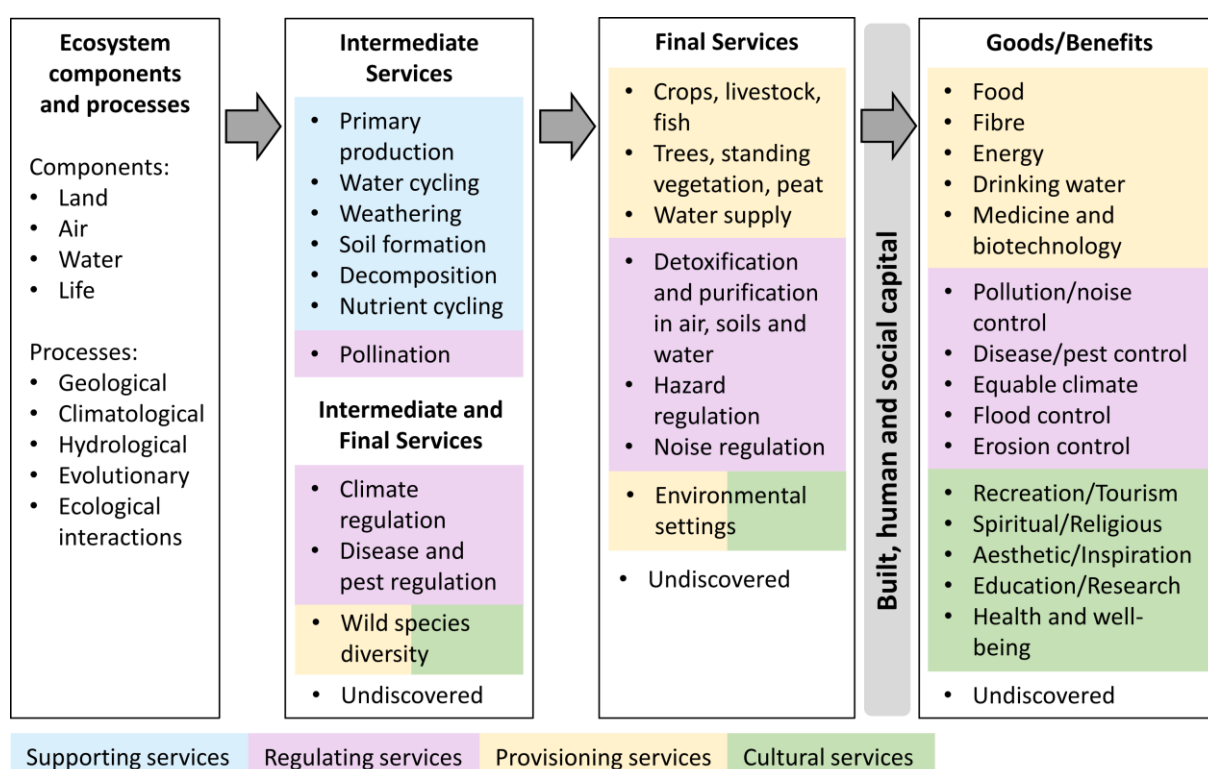 Ecosystem
components
and processes
Components:
• Land
• Air
• Water
• Life
Processes:
• Geological
• Climatological
• Hydrological
• Evolutionary
• Ecological
interactions
Intermediate
Services
• Primary
production
• Water cycling
• Weathering
• Soil formation
• Decomposition
• Nutrient cycling
• Pollination
Intermediate and
Final Services
• Climate
regulation
• Disease and
pest regulation
• Wild species
diversity
• Undiscovered
Final Services
• Crops, livestock,
fish
• Trees, standing
vegetation, peat
• Water supply
• Detoxification
and purification
in air, soils and
water
• Hazard
regulation
• Noise regulation
• Environmental
settings
• Undiscovered
Built, human and social capital
Goods/Benefits
• Food
• Fibre
• Energy
• Drinking water
• Medicine and
biotechnology
• Pollution/noise
control
• Disease/pest control
• Equable climate
• Flood control
• Erosion control
• Recreation/Tourism
• Spiritual/Religious
• Aesthetic/Inspiration
• Education/Research
• Health and well-
being
• Undiscovered
Supporting services
Regulating services
Provisioning services
Cultural services